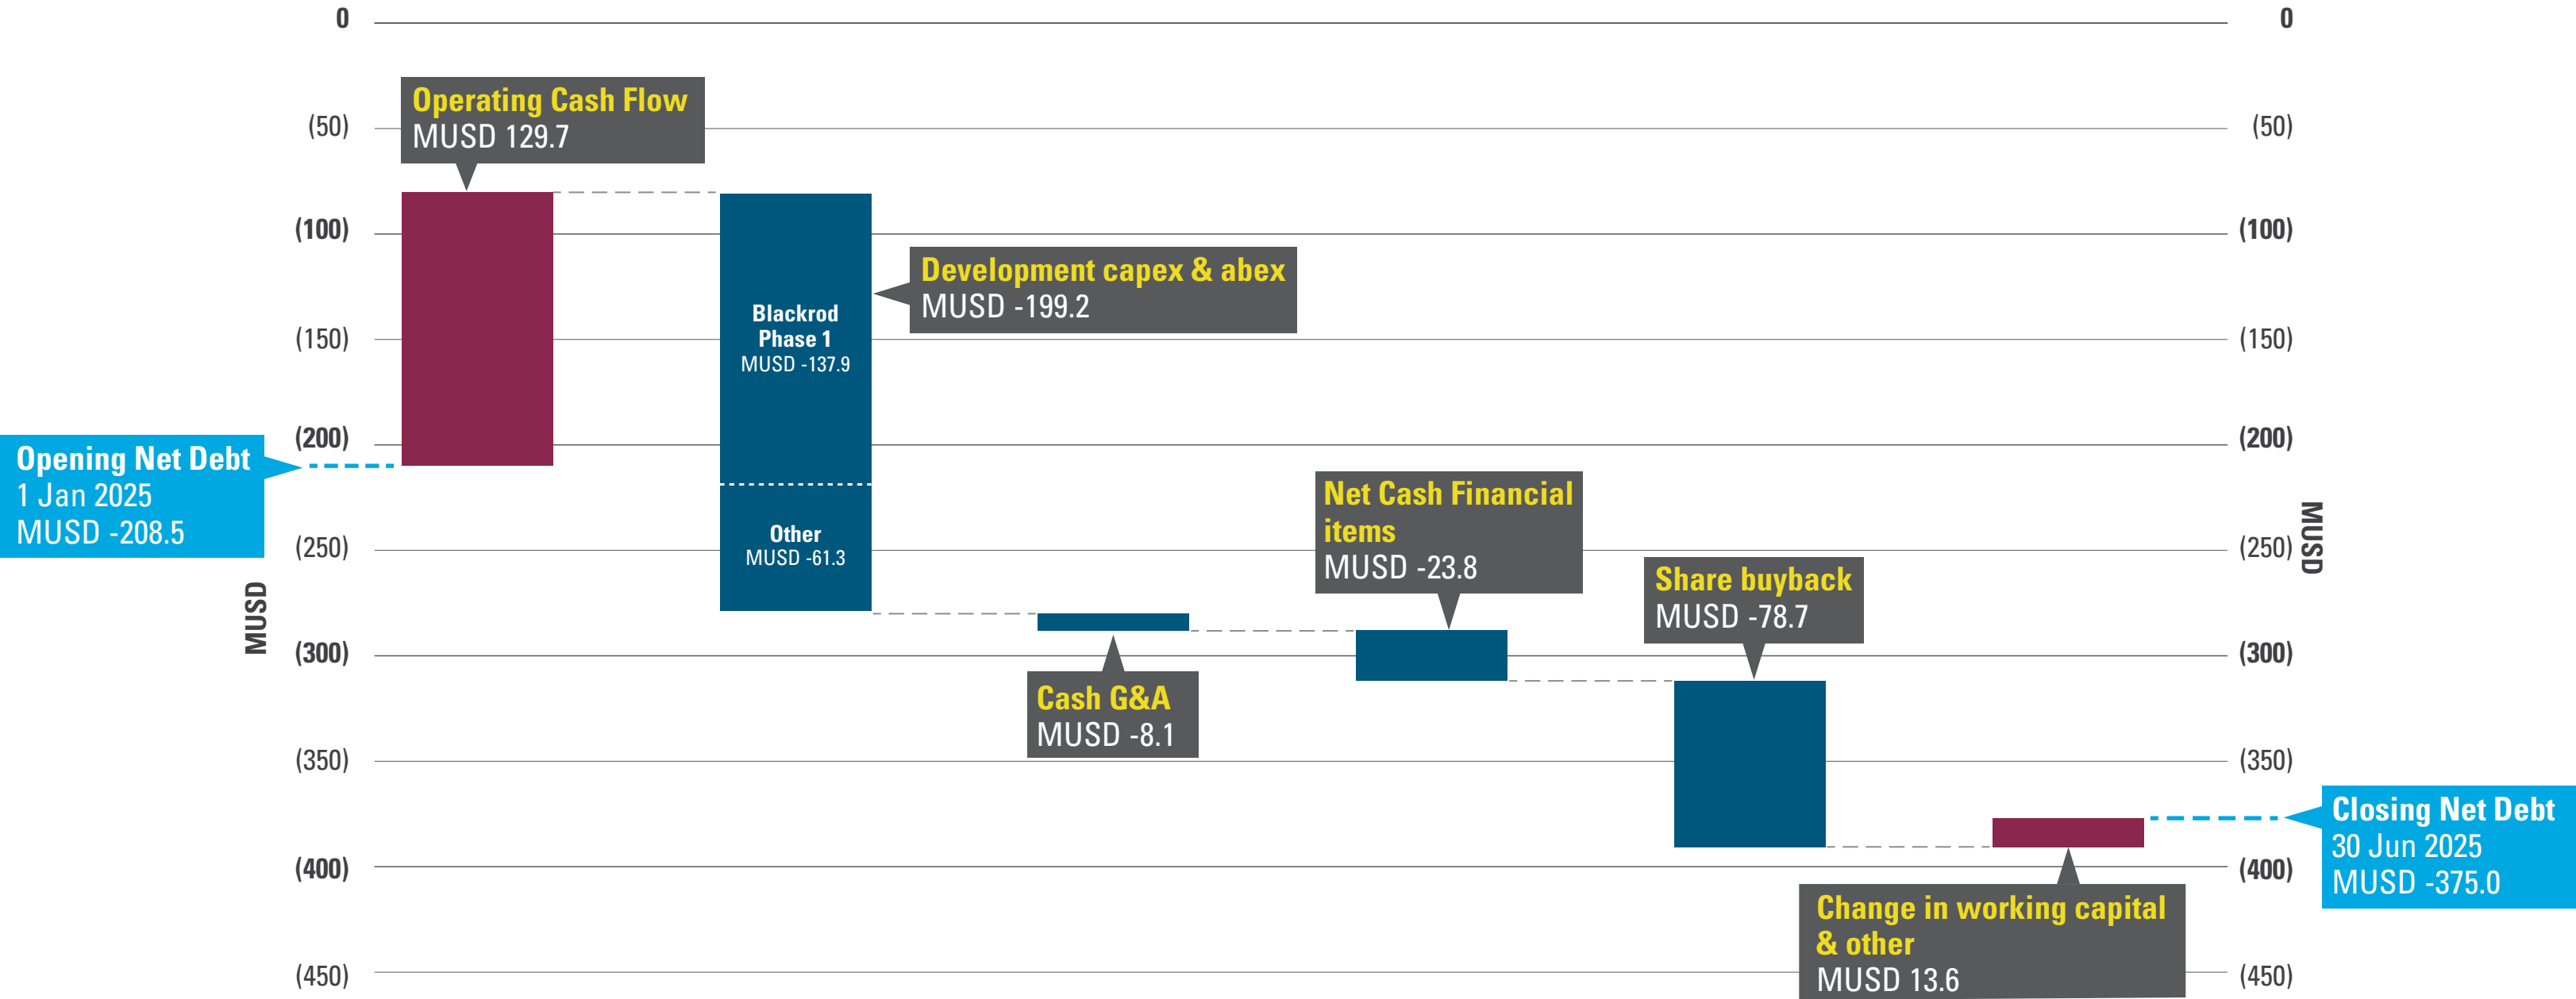 0
0
Operating Cash Flow
MUSD 129.7
(50)
(50)
(100)
(100)
Development capex & abex
MUSD -199.2
Blackrod
Phase 1
MUSD -137.9
(150)
(150)
(200)
(200)
Opening Net Debt
1 Jan 2025
MUSD -208.5
Other
MUSD -61.3
Net Cash Financial
items
MUSD -23.8
(250)
(250)
MUSD
MUSD
Share buyback
MUSD -78.7
(300)
(300)
Cash G&A
MUSD -8.1
(350)
(350)
Closing Net Debt
30 Jun 2025
MUSD -375.0
(400)
(400)
Change in working capital
& other
MUSD 13.6
(450)
(450)